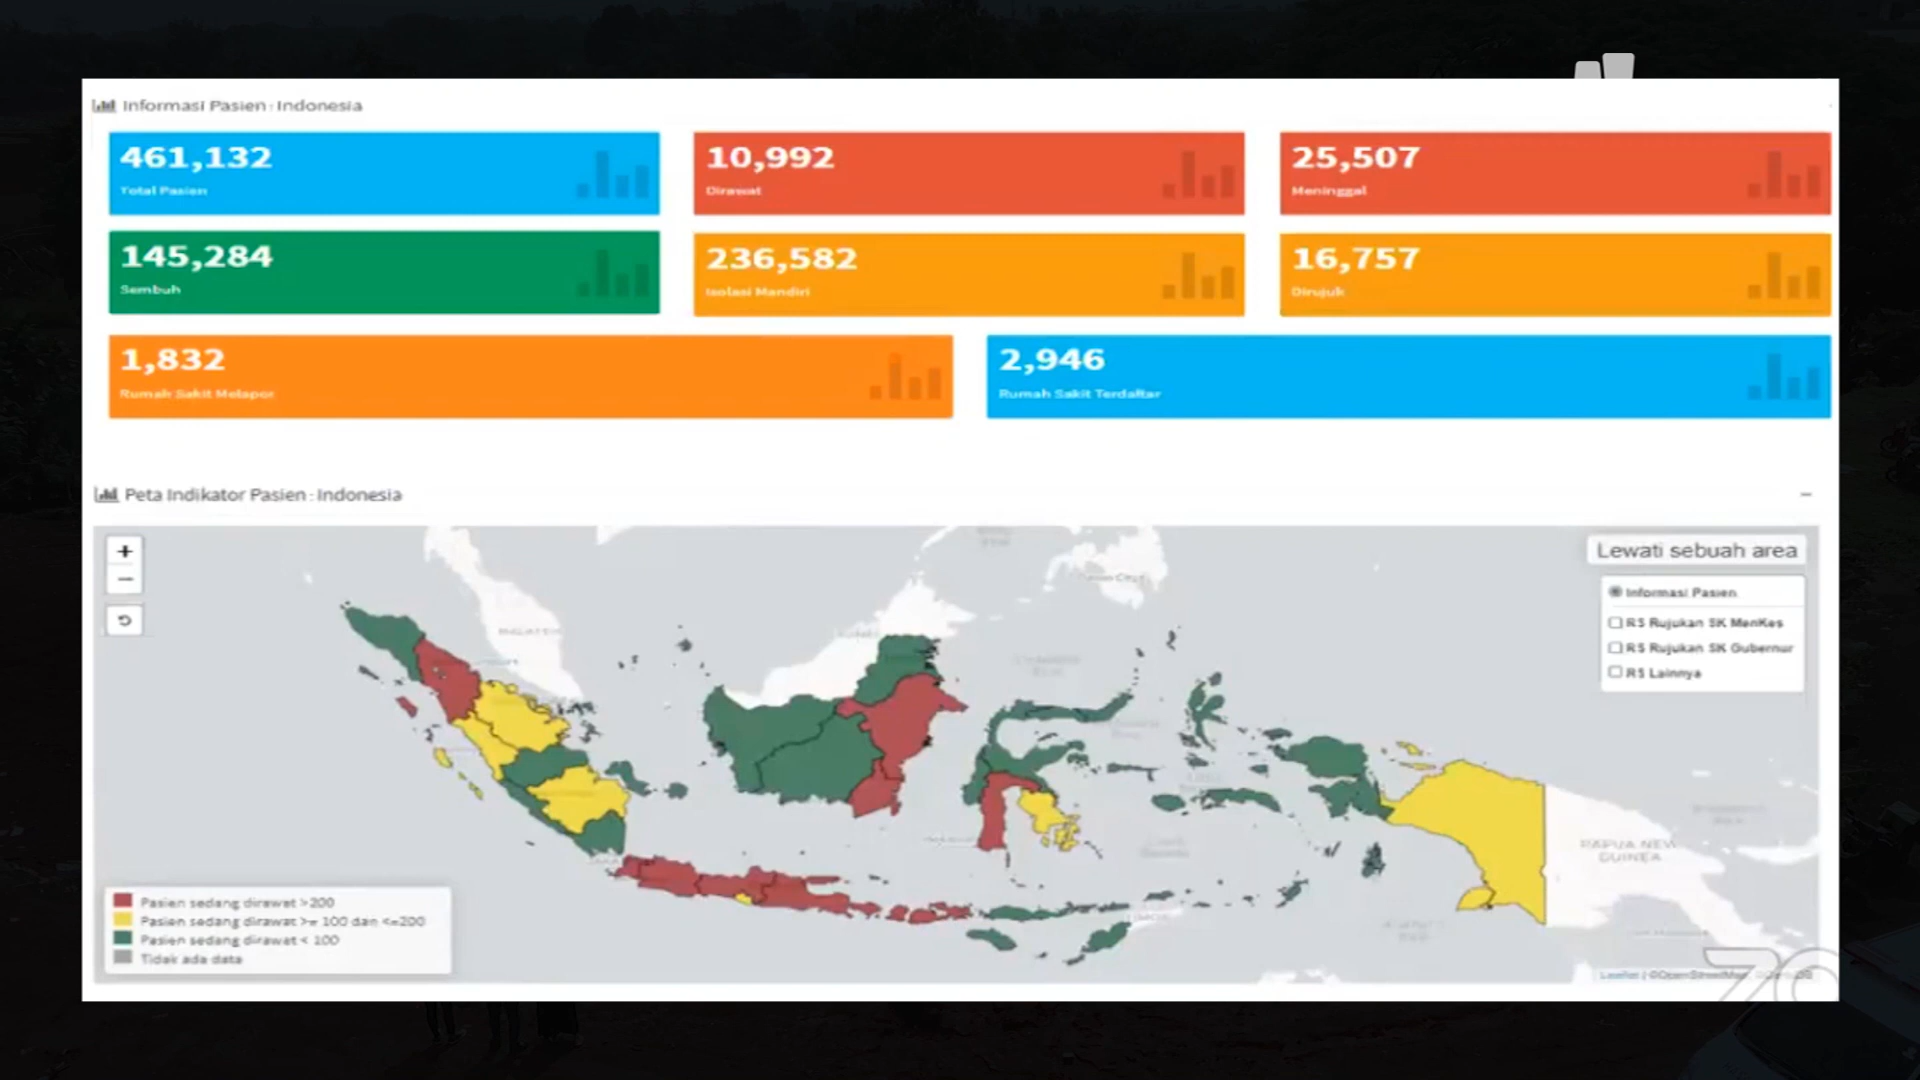 Informasi Pasien : Indonesia
461,132
Total Pasien
10,992
Dirawat
25,507
Meninggal
145,284
Sembuh
236,582
Isolasi Mandiri
16,757
Dirujuk
1,832
Rumah Sakit Melapor
2,946
Rumah Sakit Terdaftar
Peta Indikator Pasien : Indonesia
+
−
Lewati sebuah area
Informasi Pasien
RS Rujukan SK MenKes
RS Rujukan SK Gubernur
RS Lainnya
MALAYSIA
PAPUA NEW
GUINEA
Pasien sedang dirawat >200
Pasien sedang dirawat >= 100 dan <=200
Pasien sedang dirawat < 100
Tidak ada data
Leaflet | ©OpenStreetMap